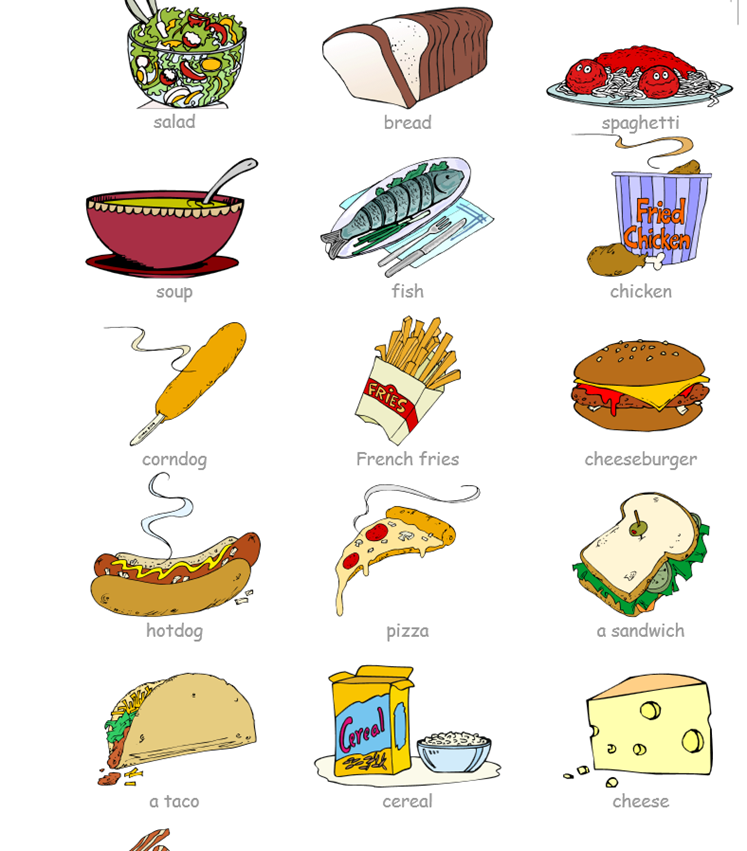 salad
bread
spaghetti
Fried
Chicken
soup
fish
chicken
FRIES
corndog
French fries
cheeseburger
hotdog
pizza
a sandwich
Cereal
a taco
cereal
cheese